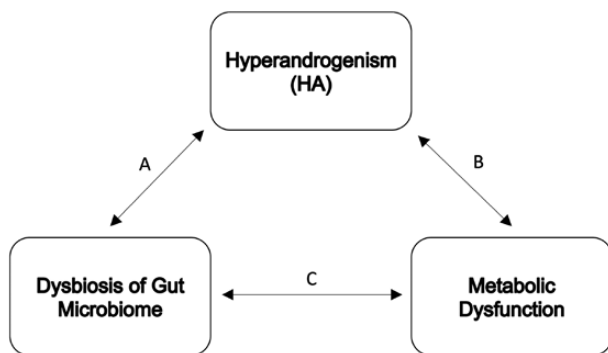 Hyperandrogenism
(HA)
A
B
Dysbiosis of Gut
Microbiome
C
Metabolic
Dysfunction